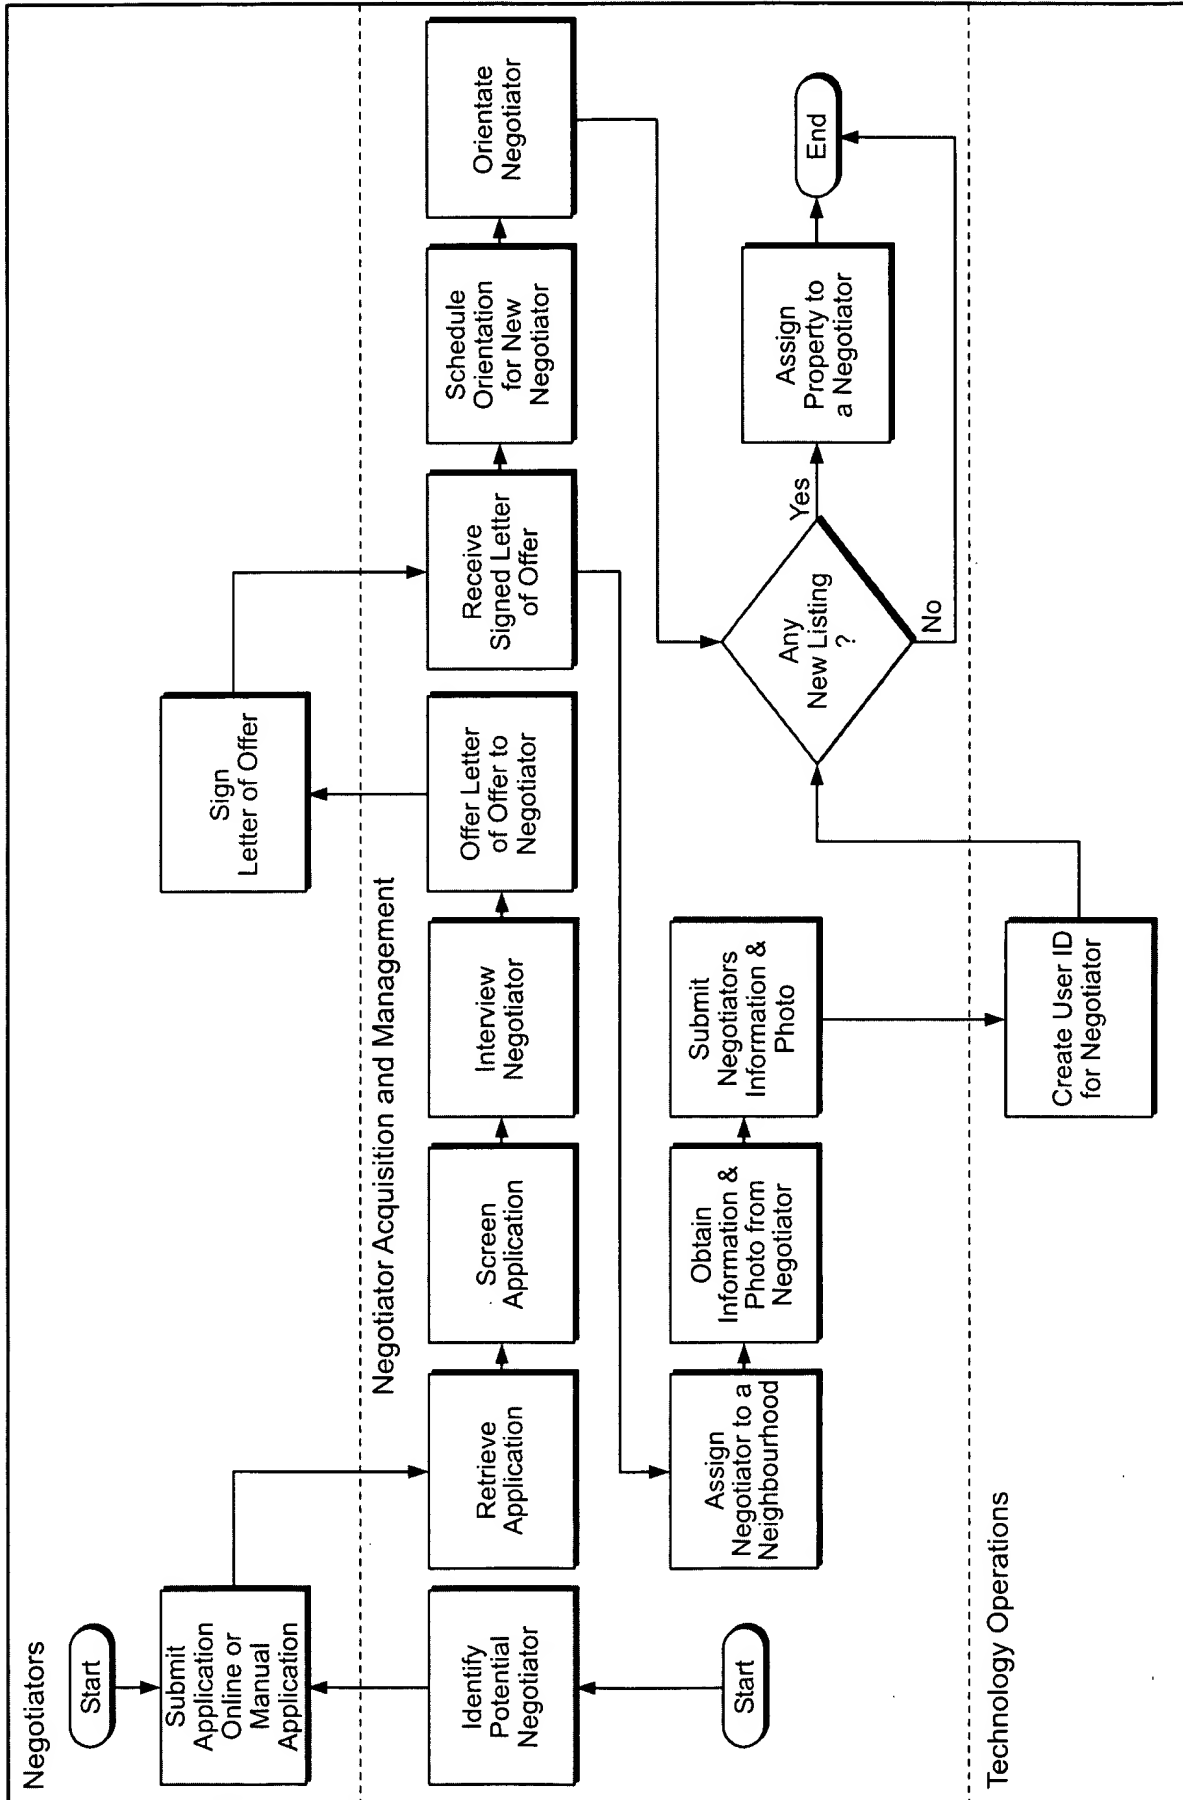 Negotiators
Start
Submit
Application
Online or
Manual
Application
Sign
Letter of Offer
Negotiator Acquisition and Management
Identify
Potential
Negotiator
Retrieve
Application
Screen
Application
Interview
Negotiator
Offer Letter
of Offer to
Negotiator
Receive
Signed Letter
of Offer
Schedule
Orientation
for New
Negotiator
Orientate
Negotiator
Start
Assign
Negotiator to a
Neighbourhood
Obtain
Information &
Photo from
Negotiator
Submit
Negotiators
Information &
Photo
Any
New Listing
?
Yes
No
Assign
Property to
a Negotiator
End
Technology Operations
Create User ID
for Negotiator